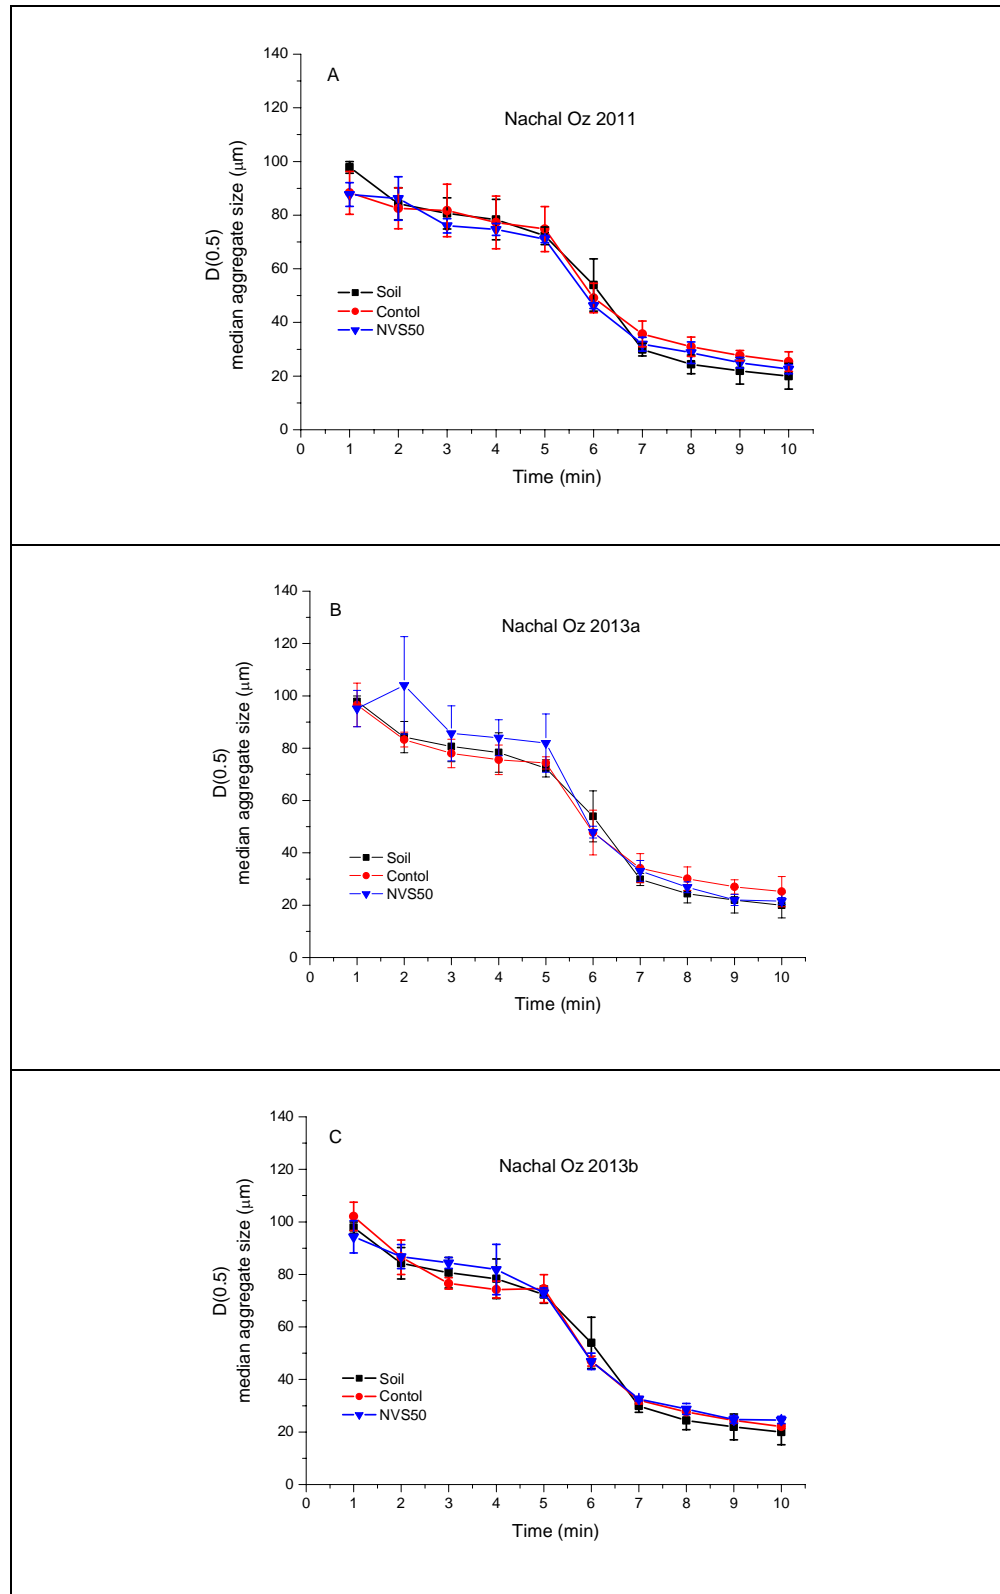 A
Nachal Oz 2011
140
120
100
80
60
40
20
0
D(0.5)
median aggregate size (μm)
Soil
Contol
NVS50
0 1 2 3 4 5 6 7 8 9 10
Time (min)
B
Nachal Oz 2013a
140
120
100
80
60
40
20
0
D(0.5)
median aggregate size (μm)
Soil
Contol
NVS50
0 1 2 3 4 5 6 7 8 9 10
Time (min)
C
Nachal Oz 2013b
140
120
100
80
60
40
20
0
D(0.5)
median aggregate size (μm)
Soil
Contol
NVS50
0 1 2 3 4 5 6 7 8 9 10
Time (min)